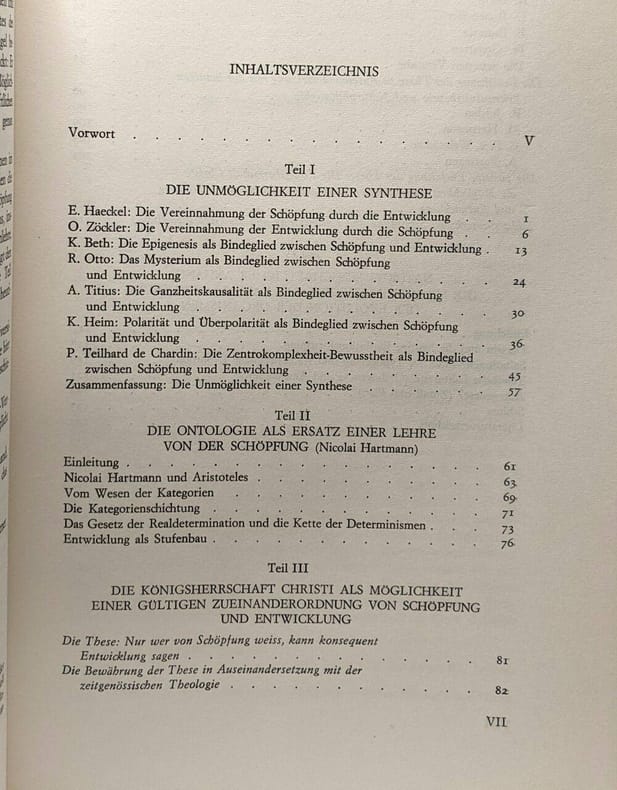 INHALTSVERZEICHNIS
Vorwort . . . . . . . . . . . . . . . . . V
Teil I
DIE UNMÖGLICHKEIT EINER SYNTHESE
E. Haeckel: Die Vereinnahmung der Schöpfung durch die Entwicklung . . 1
O. Zöckler: Die Vereinnahmung der Entwicklung durch die Schöpfung . . 6
K. Beth: Die Epigenesis als Bindeglied zwischen Schöpfung und Entwicklung . 13
R. Otto: Das Mysterium als Bindeglied zwischen Schöpfung
und Entwicklung . . . . . . . . . . . . . 24
A. Titius: Die Ganzheitskausalität als Bindeglied zwischen Schöpfung
und Entwicklung . . . . . . . . . . . . . 30
K. Heim: Polarität und Überpolarität als Bindeglied zwischen Schöpfung
und Entwicklung . . . . . . . . . . . . . 36
P. Teilhard de Chardin: Die Zentrokomplexheit-Bewusstheit als Bindeglied
zwischen Schöpfung und Entwicklung . . . . . . . . 45
Zusammenfassung: Die Unmöglichkeit einer Synthese . . . . . . 57
Teil II
DIE ONTOLOGIE ALS ERSATZ EINER LEHRE
VON DER SCHÖPFUNG (Nicolai Hartmann)
Einleitung . . . . . . . . . . . . . . . . . 61
Nicolai Hartmann und Aristoteles . . . . . . . . . . . 63
Vom Wesen der Kategorien . . . . . . . . . . . . 69
Die Kategorienschichtung . . . . . . . . . . . . . 71
Das Gesetz der Realdetermination und die Kette der Determinismen . . . 73
Entwicklung als Stufenbau . . . . . . . . . . . . . 76
Teil III
DIE KÖNIGSHERRSCHAFT CHRISTI ALS MÖGLICHKEIT
EINER GÜLTIGEN ZUEINANDERORDNUNG VON SCHÖPFUNG
UND ENTWICKLUNG
Die These: Nur wer von Schöpfung weiss, kann konsequent
Entwicklung sagen . . . . . . . . . . . . . 81
Die Bewährung der These in Auseinandersetzung mit der
zeitgenössischen Theologie . . . . . . . . . . . 82
VII